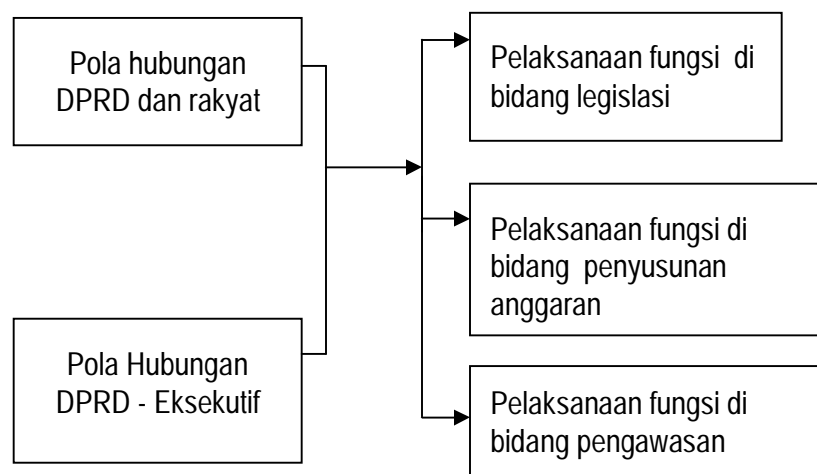 Pola hubungan
DPRD dan rakyat
Pola Hubungan
DPRD - Eksekutif
Pelaksanaan fungsi di
bidang legislasi
Pelaksanaan fungsi di
bidang penyusunan
anggaran
Pelaksanaan fungsi di
bidang pengawasan